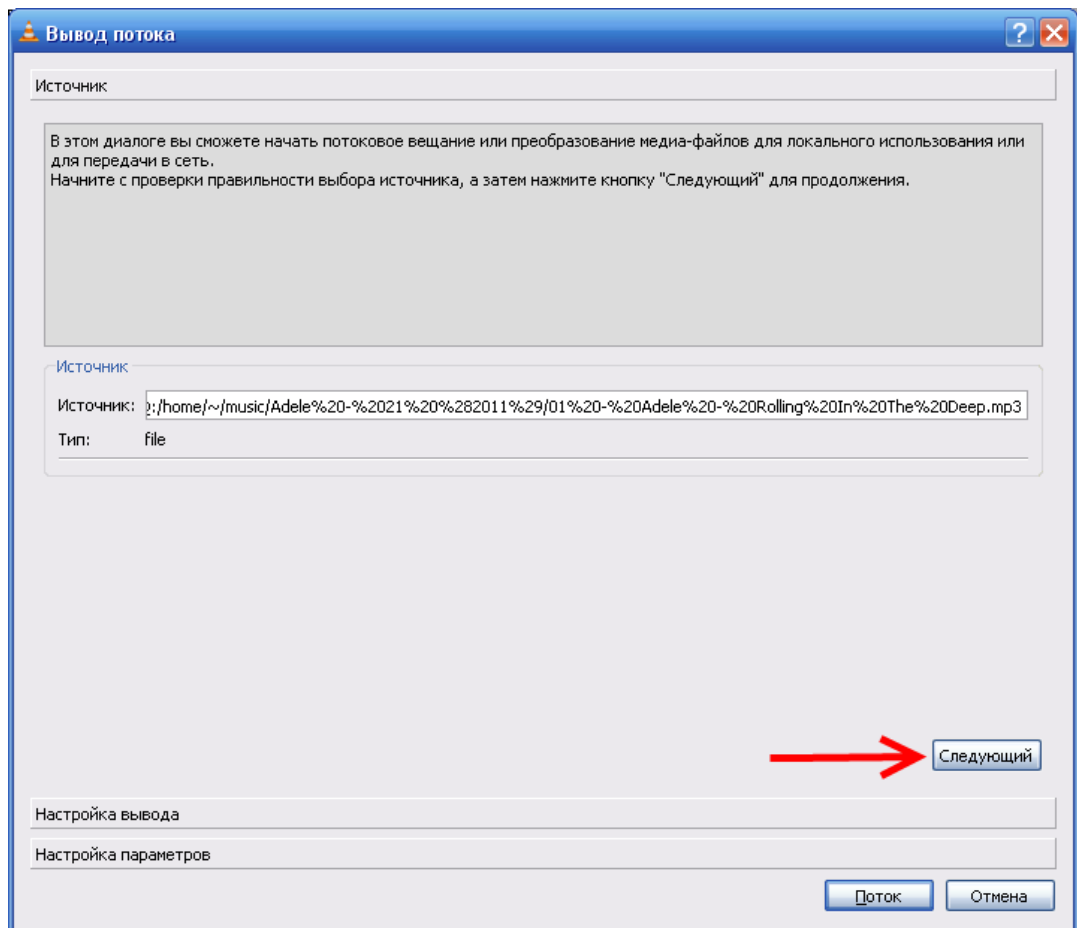 Вывод потока
Источник
В этом диалоге вы сможете начать потоковое вещание или преобразование медиа-файлов для локального использования или
для передачи в сеть.
Начните с проверки правильности выбора источника, а затем нажмите кнопку "Следующий" для продолжения.
Источник
Источник: :/home/~/music/Adele%20-%2021%20%282011%29/01%20-%20Adele%20-%20Rolling%20In%20The%20Deep.mp3
Тип: file
Следующий
Настройка вывода
Настройка параметров
Поток Отмена